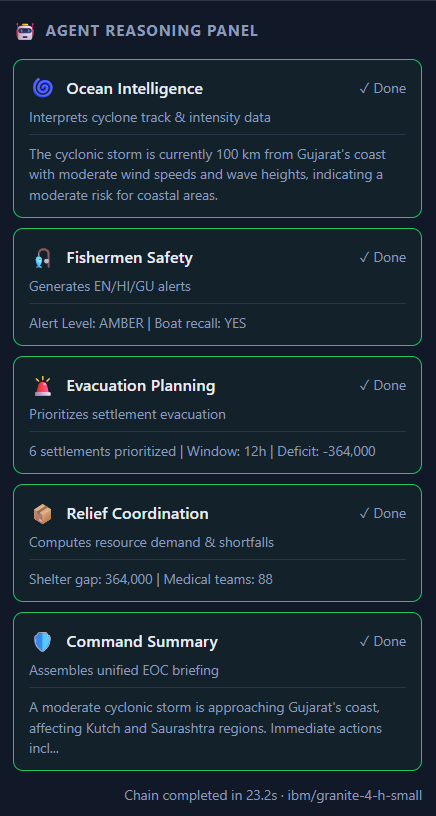 AGENT REASONING PANEL
Ocean Intelligence
✓ Done
Interprets cyclone track & intensity data
The cyclonic storm is currently 100 km from Gujarat's coast
with moderate wind speeds and wave heights, indicating a
moderate risk for coastal areas.
Fishermen Safety
✓ Done
Generates EN/HI/GU alerts
Alert Level: AMBER | Boat recall: YES
Evacuation Planning
✓ Done
Prioritizes settlement evacuation
6 settlements prioritized | Window: 12h | Deficit: -364,000
Relief Coordination
✓ Done
Computes resource demand & shortfalls
Shelter gap: 364,000 | Medical teams: 88
Command Summary
✓ Done
Assembles unified EOC briefing
A moderate cyclonic storm is approaching Gujarat's coast,
affecting Kutch and Saurashtra regions. Immediate actions
incl...
Chain completed in 23.2s · ibm/granite-4-h-small